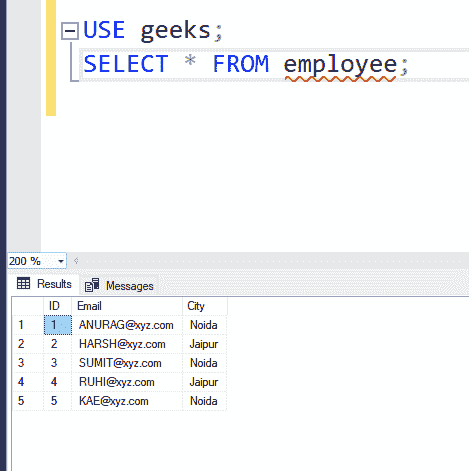 USE geeks;
SELECT * FROM employee;
200 %
Results Messages
ID Email City
1 1 ANURAG@xyz.com Noida
2 2 HARSH@xyz.com Jaipur
3 3 SUMIT@xyz.com Noida
4 4 RUHI@xyz.com Jaipur
5 5 KAE@xyz.com Noida